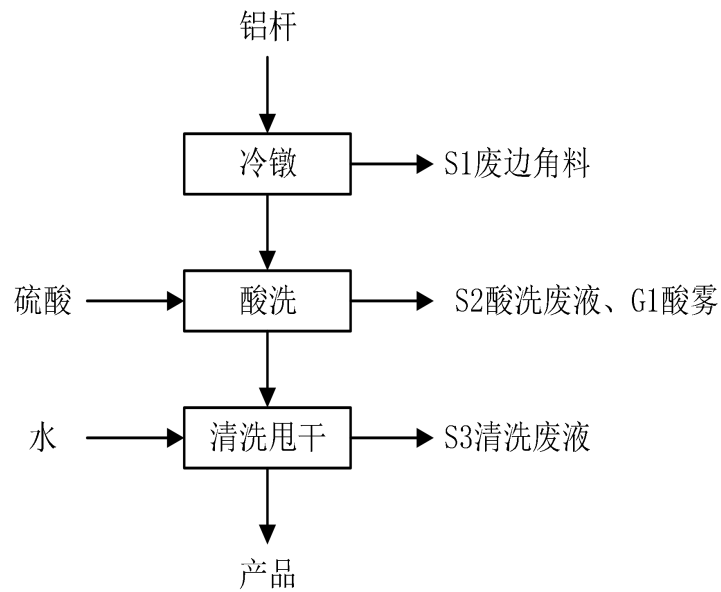 铝杆
冷镦
S1废边角料
硫酸
酸洗
S2酸洗废液、G1酸雾
水
清洗甩干
S3清洗废液
产品